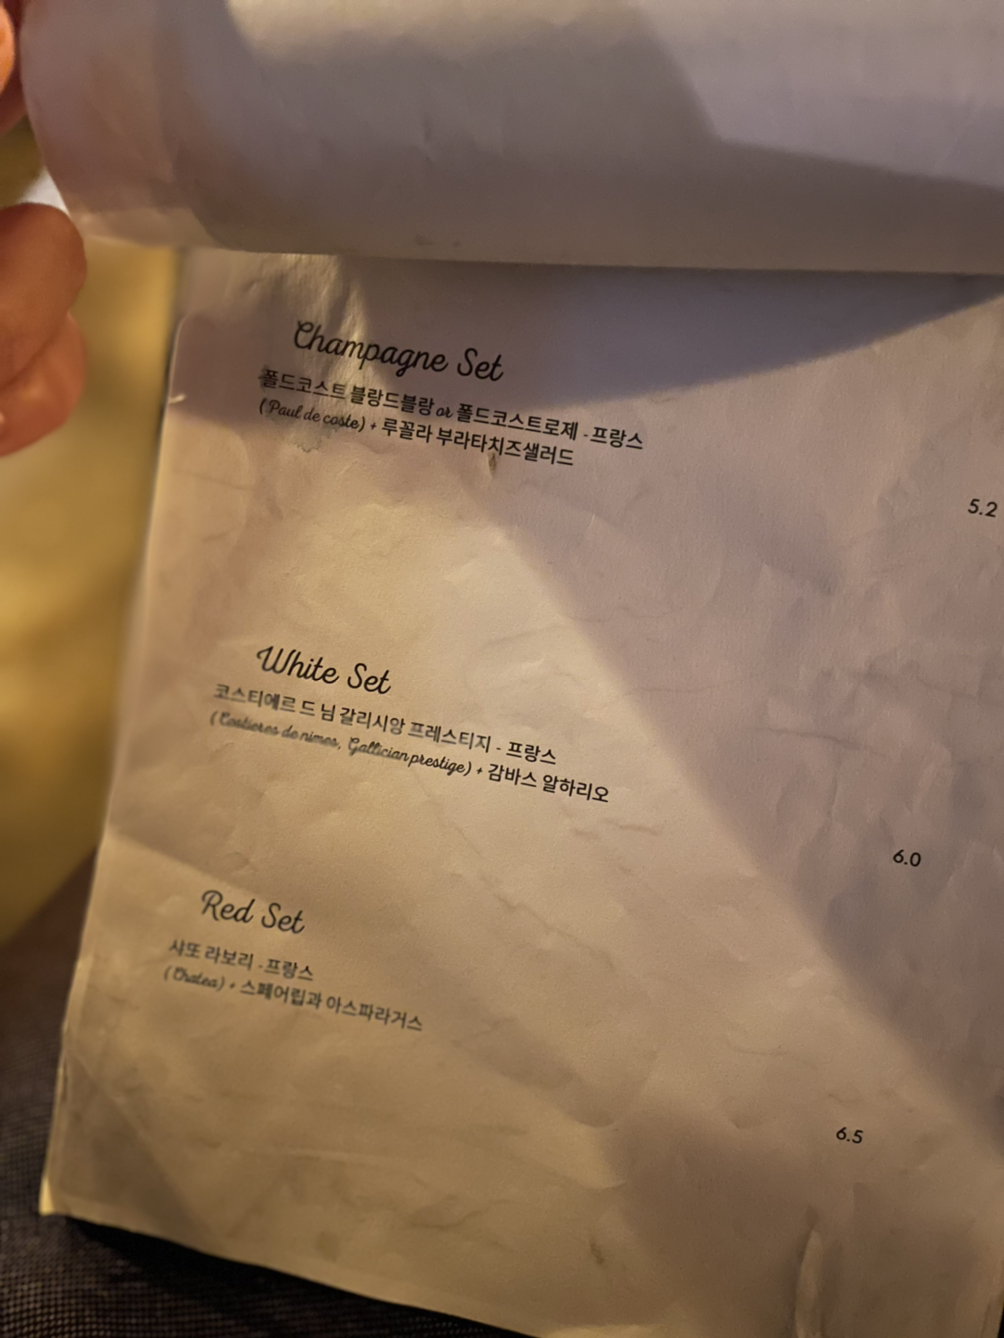 Champagne Set
폴드코스트 블랑드블랑 or 폴드코스트로제 - 프랑스
(Paul de coste) + 루꼴라 부라타치즈샐러드
5.2
White Set
코스티에르 드 님 갈리시앙 프레스티지 - 프랑스
(Costieres de nimes, Gallician prestige) + 감바스 알하리오
6.0
Red Set
샤또 라보리 - 프랑스
(Chatea) + 스페어립과 아스파라거스
6.5